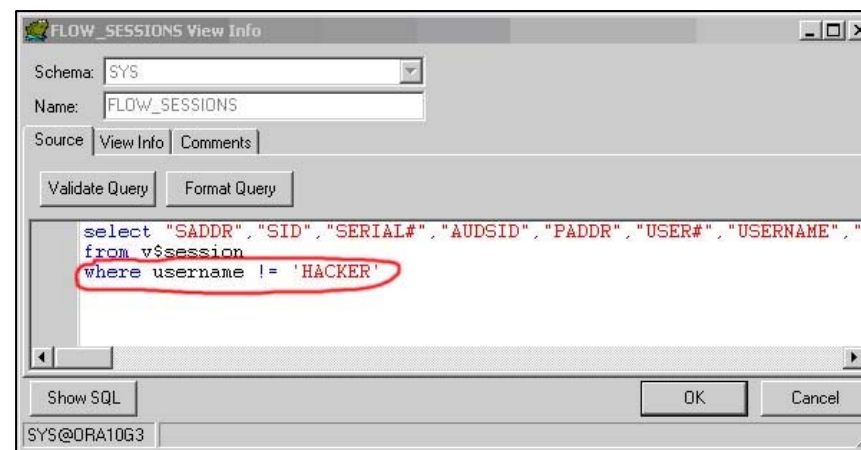 FLOW_SESSIONS View Info
Schema: SYS
Name: FLOW_SESSIONS
Source View Info Comments
Validate Query Format Query
select "SADDR","SID","SERIAL#","AUDSID","PADDR","USER#","USERNAME","
from v$session
where username != 'HACKER'
Show SQL OK Cancel
SYS@ORA10G3